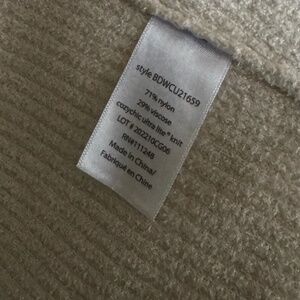 style BDWCU21659
71% nylon
29% viscose
cozychic ultra lite® knit
LOT # 202210CG06
RN#111248
Made in China/
Fabriqué en Chine